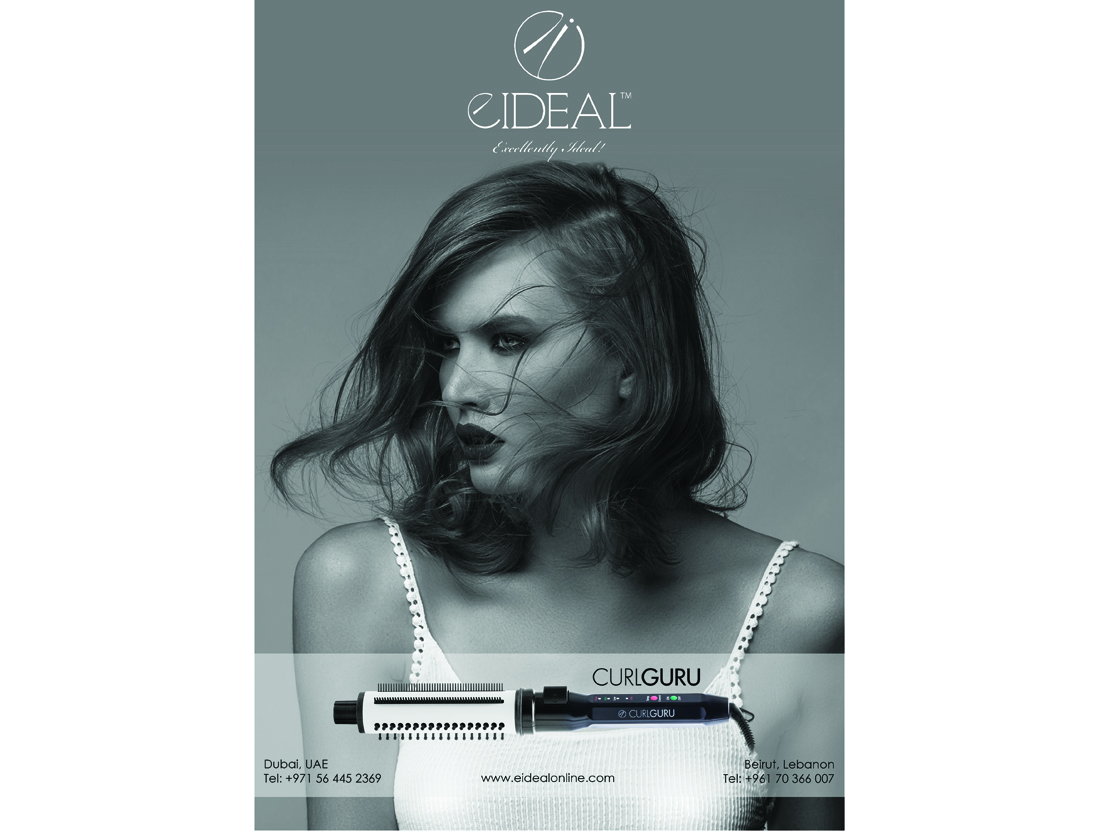 eIDEAL™
Excellently Ideal!
CURLGURU
CURLGURU
Dubai, UAE
Tel: +971 56 445 2369
www.eidealonline.com
Beirut, Lebanon
Tel: +961 70 366 007